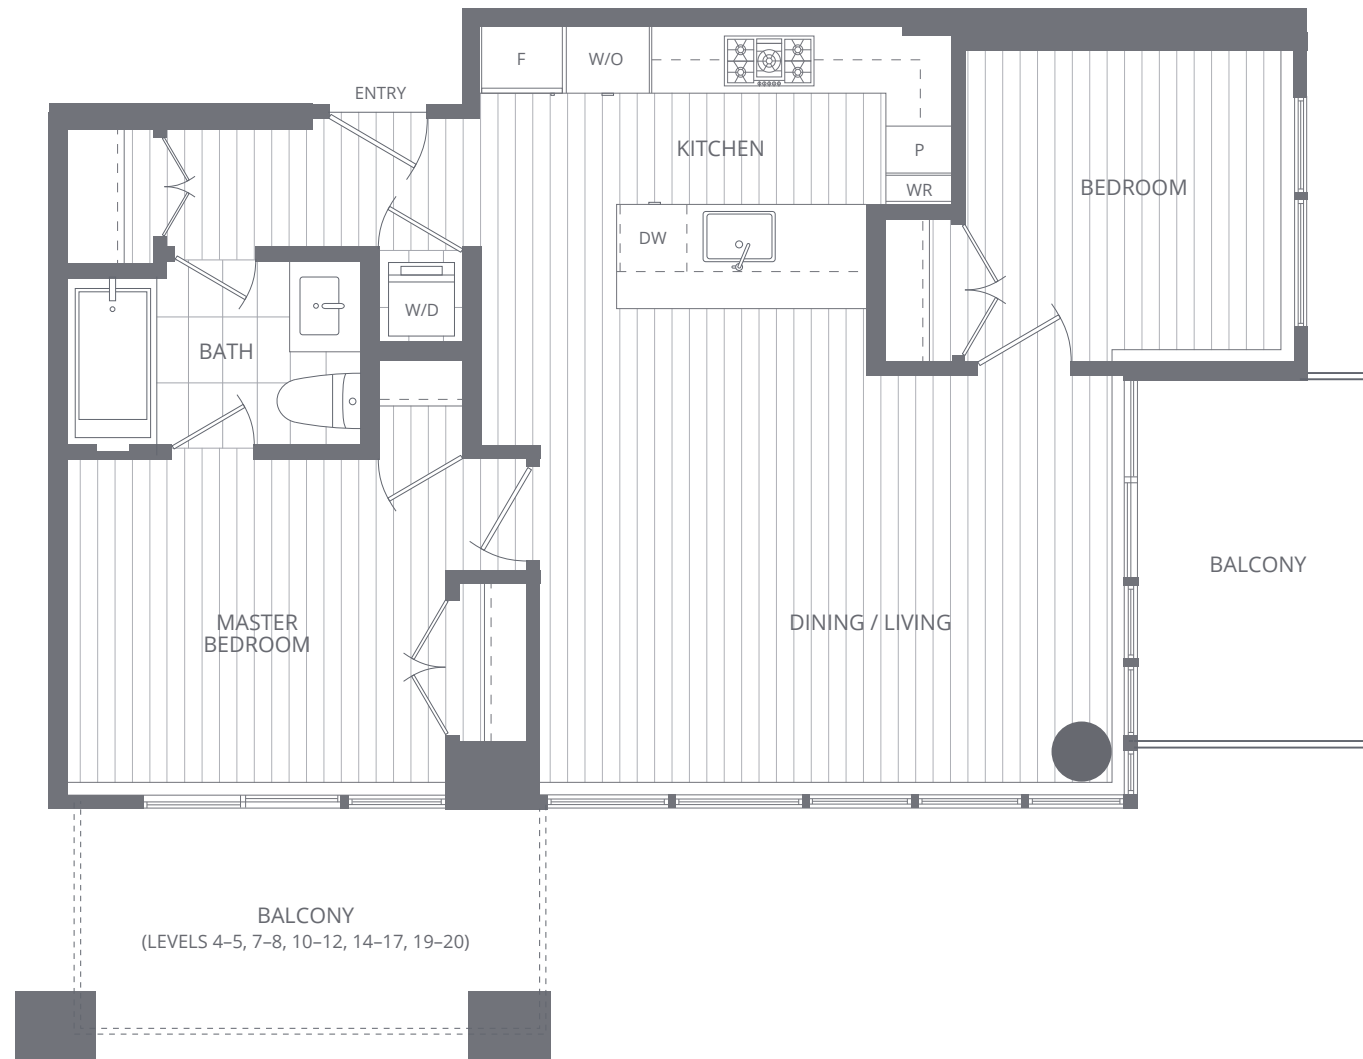 F
W/O
ENTRY
KITCHEN
P
WR
BEDROOM
DW
W/D
BATH
BALCONY
MASTER
BEDROOM
DINING / LIVING
BALCONY
(LEVELS 4–5, 7–8, 10–12, 14–17, 19–20)